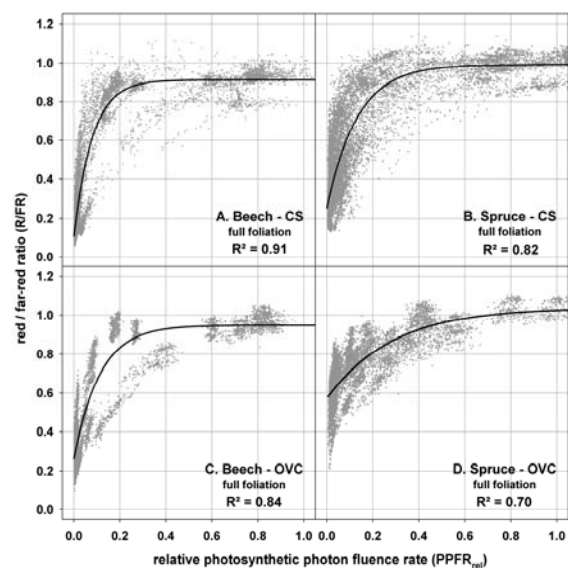 1.2
1.0
0.8
0.6
0.4
0.2
0.0
A. Beech - CS
full foliation
R² = 0.91
B. Spruce - CS
full foliation
R² = 0.82
red / far-red ratio (R/FR)
1.2
1.0
0.8
0.6
0.4
0.2
0.0
C. Beech - OVC
full foliation
R² = 0.84
D. Spruce - OVC
full foliation
R² = 0.70
0.0 0.2 0.4 0.6 0.8 1.0 0.0 0.2 0.4 0.6 0.8 1.0
relative photosynthetic photon fluence rate (PPFRrel)